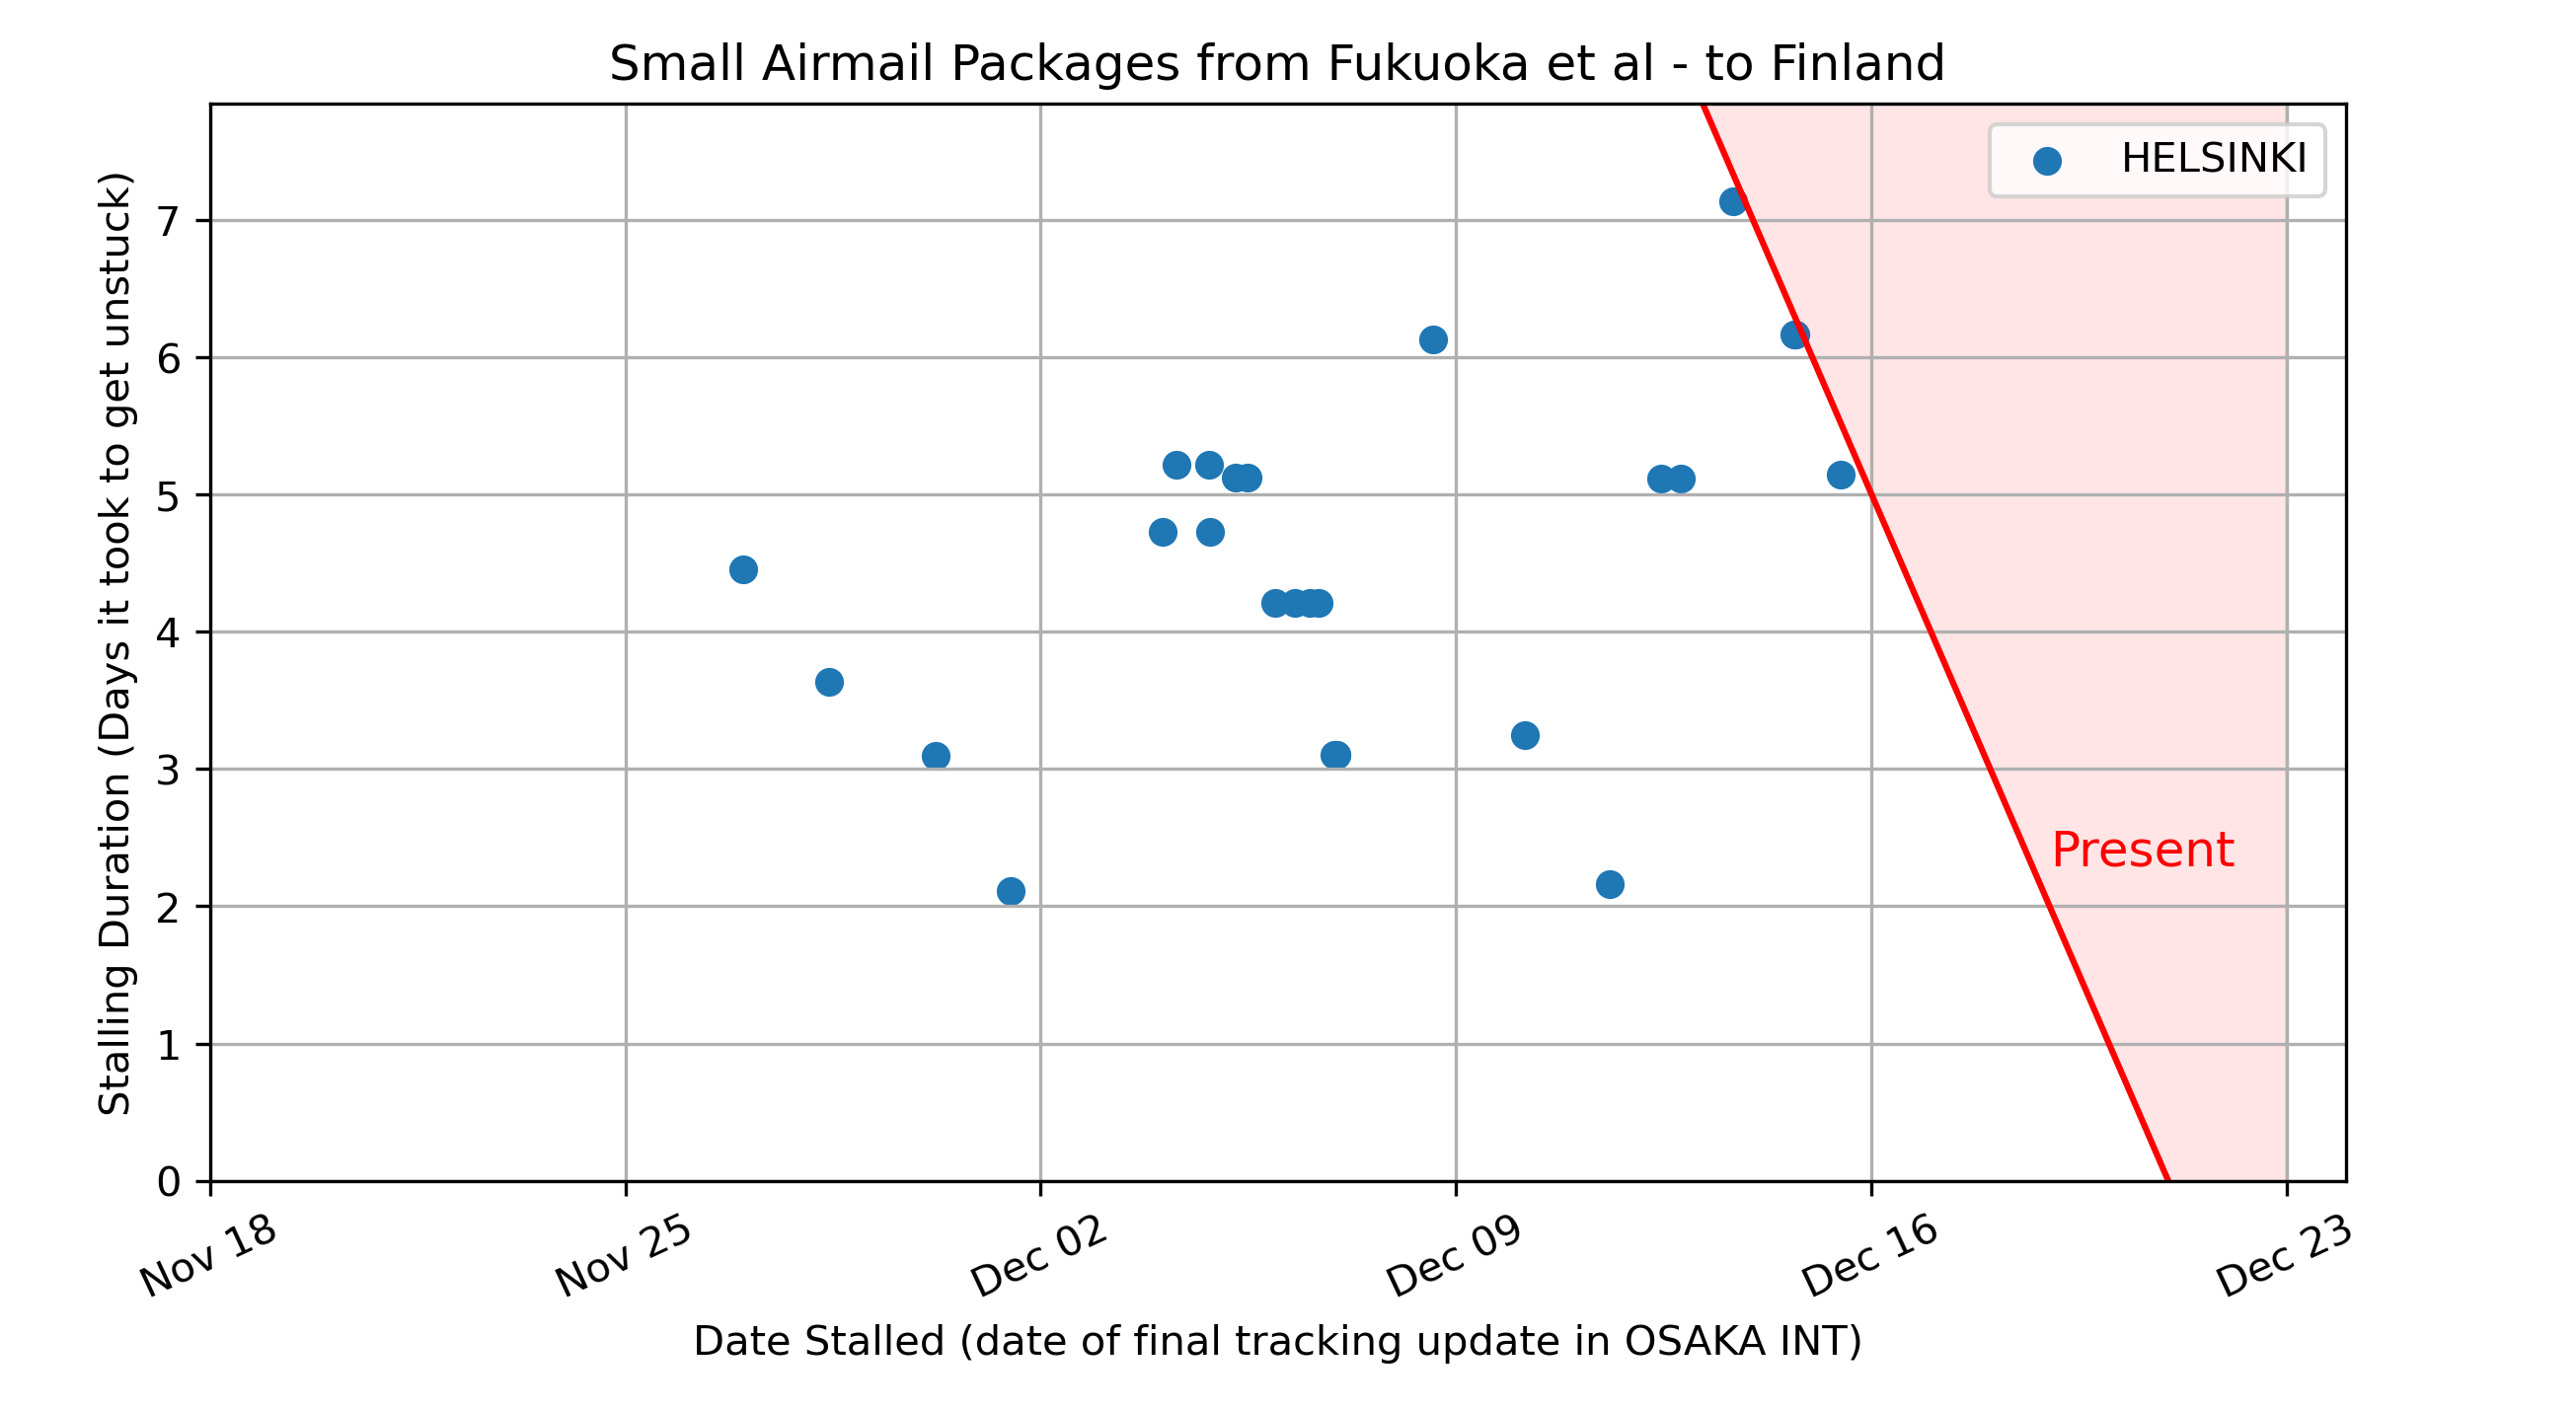 Small Airmail Packages from Fukuoka et al - to Finland
HELSINKI
Stalling Duration (Days it took to get unstuck)
7
6
5
4
3
2
1
0
Present
Nov 18
Nov 25
Dec 02
Dec 09
Dec 16
Dec 23
Date Stalled (date of final tracking update in OSAKA INT)